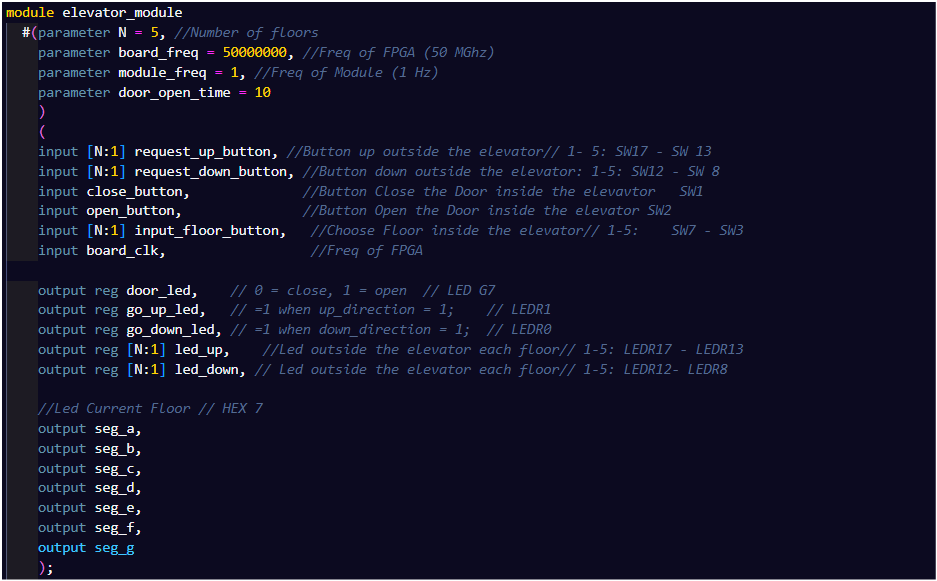 module elevator_module
#(parameter N = 5, //Number of floors
parameter board_freq = 50000000, //Freq of FPGA (50 MGhz)
parameter module_freq = 1, //Freq of Module (1 Hz)
parameter door_open_time = 10
)
(
input [N:1] request_up_button, //Button up outside the elevator// 1- 5: SW17 - SW 13
input [N:1] request_down_button, //Button down outside the elevator: 1-5: SW12 - SW 8
input close_button, //Button Close the Door inside the elevavtor SW1
input open_button, //Button Open the Door inside the elevator SW2
input [N:1] input_floor_button, //Choose Floor inside the elevator// 1-5: SW7 - SW3
input board_clk, //Freq of FPGA
output reg door_led, // 0 = close, 1 = open // LED G7
output reg go_up_led, // =1 when up_direction = 1; // LEDR1
output reg go_down_led, // =1 when down_direction = 1; // LEDR0
output reg [N:1] led_up, //Led outside the elevator each floor// 1-5: LEDR17 - LEDR13
output reg [N:1] led_down, // Led outside the elevator each floor// 1-5: LEDR12- LEDR8
//Led Current Floor // HEX 7
output seg_a,
output seg_b,
output seg_c,
output seg_d,
output seg_e,
output seg_f,
output seg_g
);